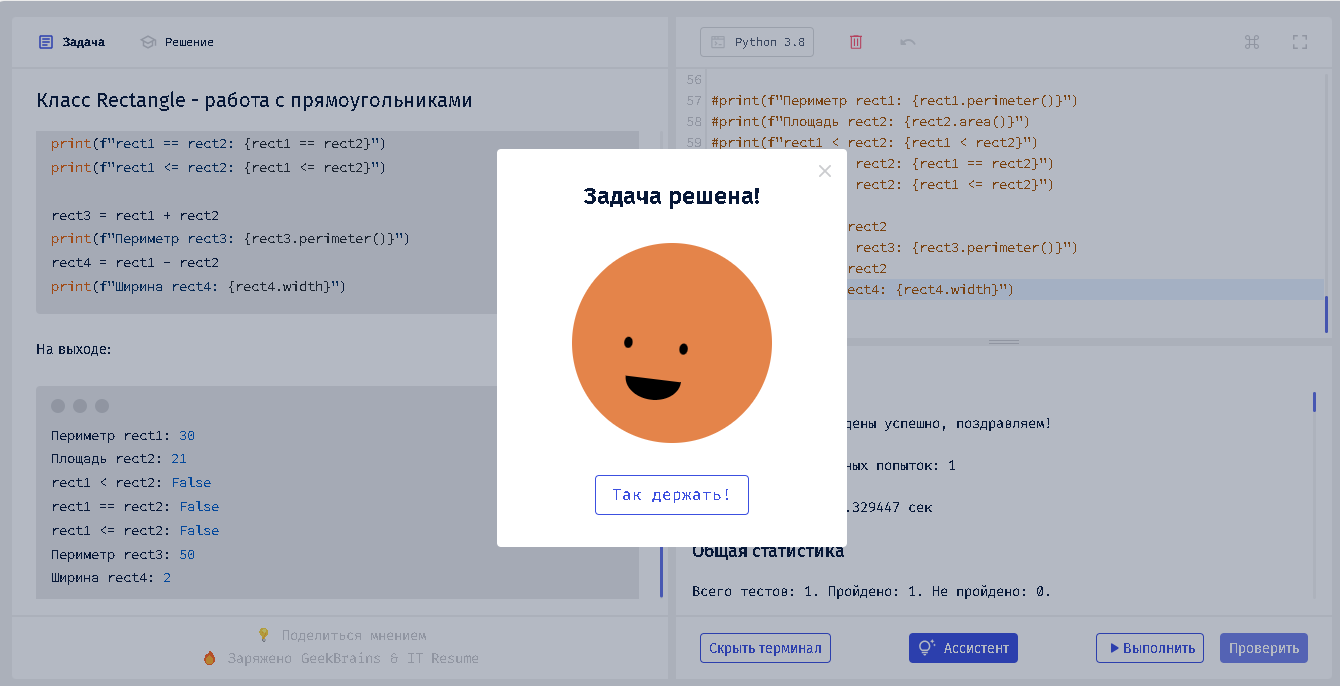 Задача
Решение
Класс Rectangle - работа с прямоугольниками
print(f"rect1 == rect2: {rect1 == rect2}")
print(f"rect1 <= rect2: {rect1 <= rect2}")
rect3 = rect1 + rect2
print(f"Периметр rect3: {rect3.perimeter()}")
rect4 = rect1 - rect2
print(f"Ширина rect4: {rect4.width}")
На выходе:
Периметр rect1: 30
Площадь rect2: 21
rect1 < rect2: False
rect1 == rect2: False
rect1 <= rect2: False
Периметр rect3: 50
Ширина rect4: 2
Поделиться мнением
Заряжено GeekBrains & IT Resume
Python 3.8
56
57 #print(f"Периметр rect1: {rect1.perimeter()}")
58 #print(f"Площадь rect2: {rect2.area()}")
59 #print(f"rect1 < rect2: {rect1 < rect2}")
rect2: {rect1 == rect2}")
rect2: {rect1 <= rect2}")
rect2
rect3: {rect3.perimeter()}")
rect2
rect4: {rect4.width}")
Задача решена!
Так держать!
успешно, поздравляем!
попыток: 1
.329447 сек
Общая статистика
Всего тестов: 1. Пройдено: 1. Не пройдено: 0.
Скрыть терминал
Ассистент
Выполнить
Проверить